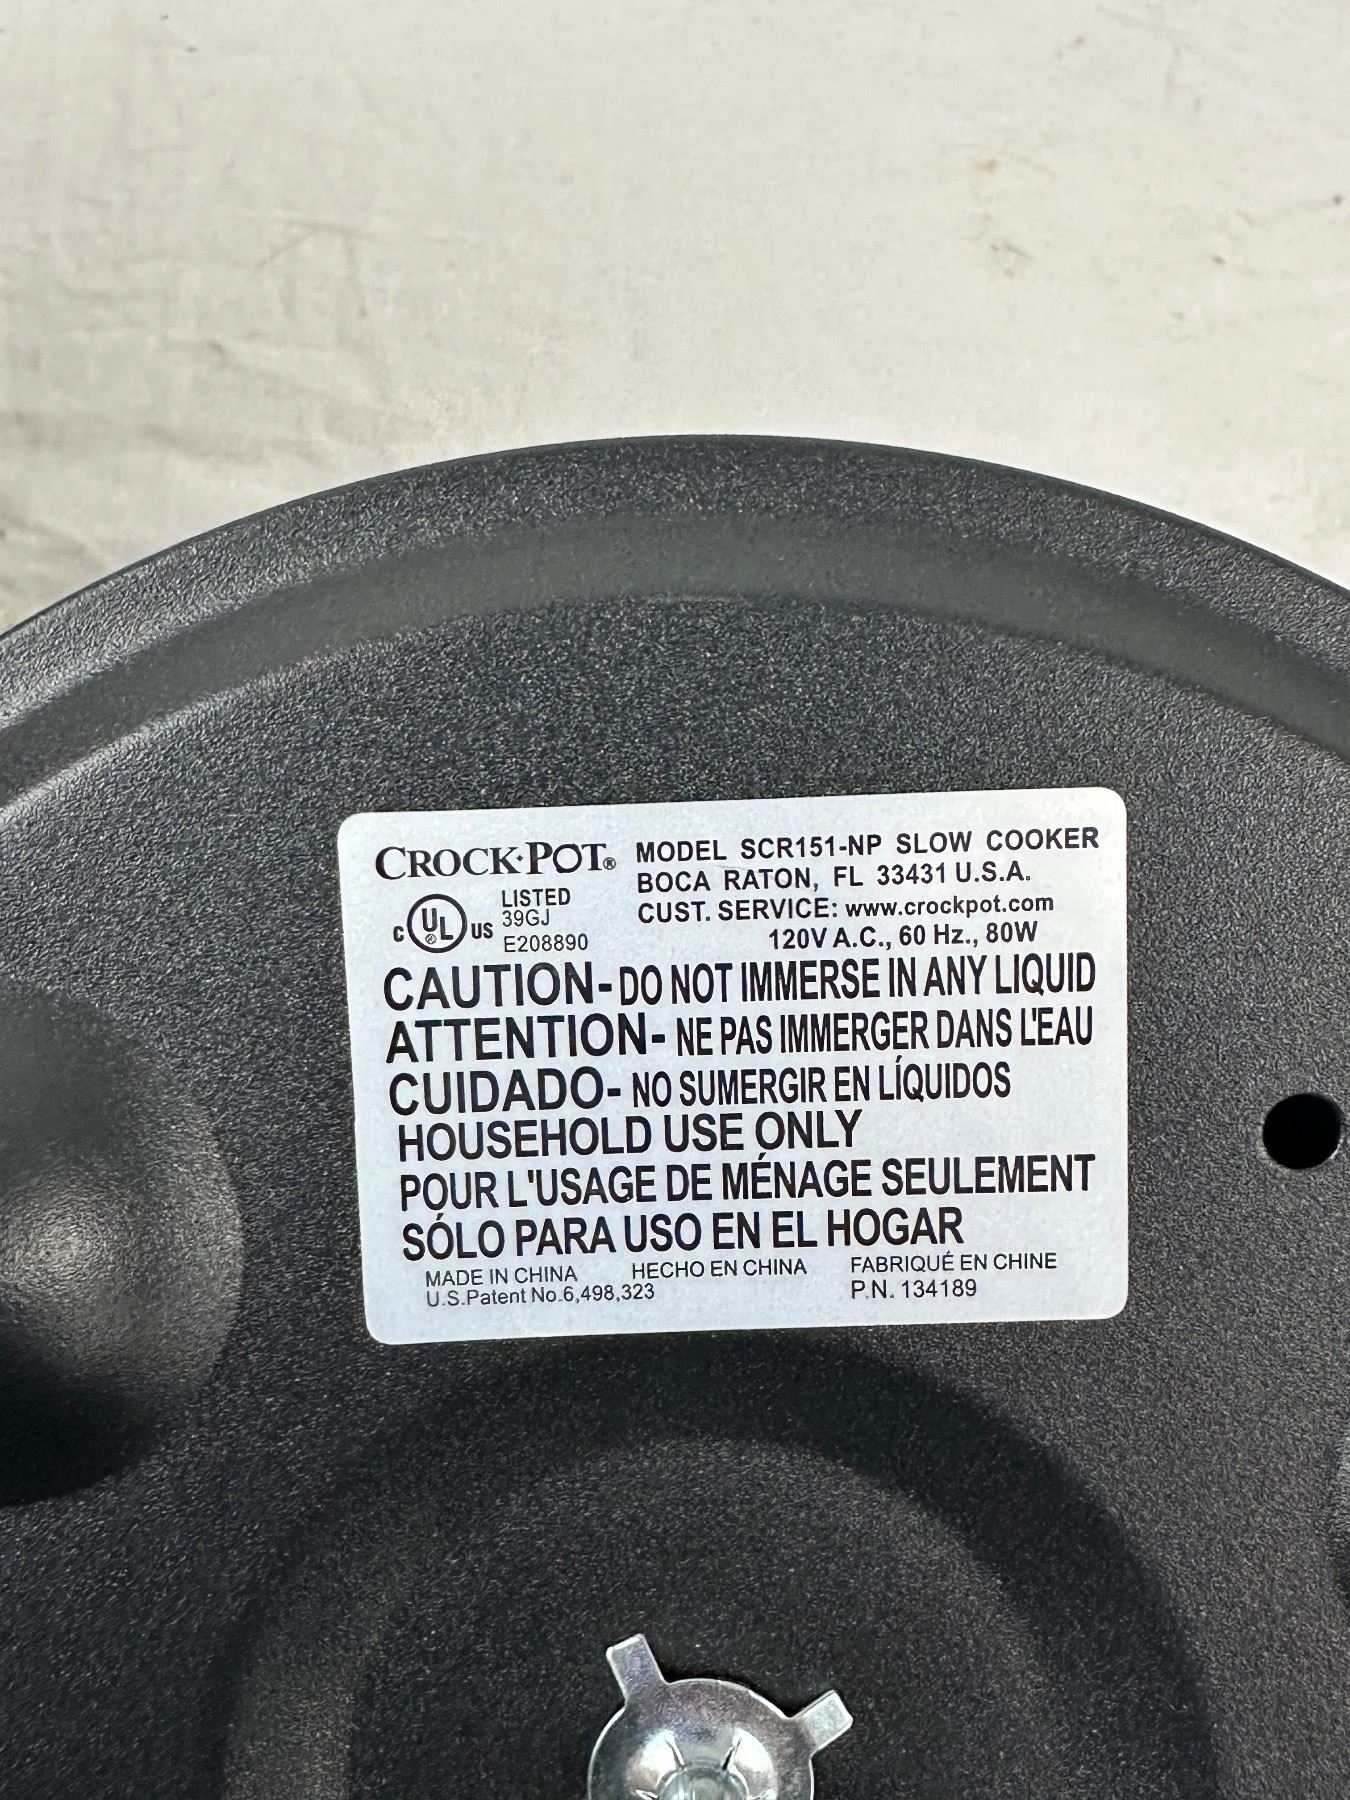 CROCK·POT® MODEL SCR151-NP SLOW COOKER
BOCA RATON, FL 33431 U.S.A.
CUST. SERVICE: www.crockpot.com
120V A.C., 60 Hz., 80W
C UL® US LISTED
39GJ
E208890
CAUTION- DO NOT IMMERSE IN ANY LIQUID
ATTENTION- NE PAS IMMERGER DANS L'EAU
CUIDADO- NO SUMERGIR EN LÍQUIDOS
HOUSEHOLD USE ONLY
POUR L'USAGE DE MÉNAGE SEULEMENT
SÓLO PARA USO EN EL HOGAR
MADE IN CHINA HECHO EN CHINA FABRIQUÉ EN CHINE
U.S.Patent No.6,498,323 P.N. 134189